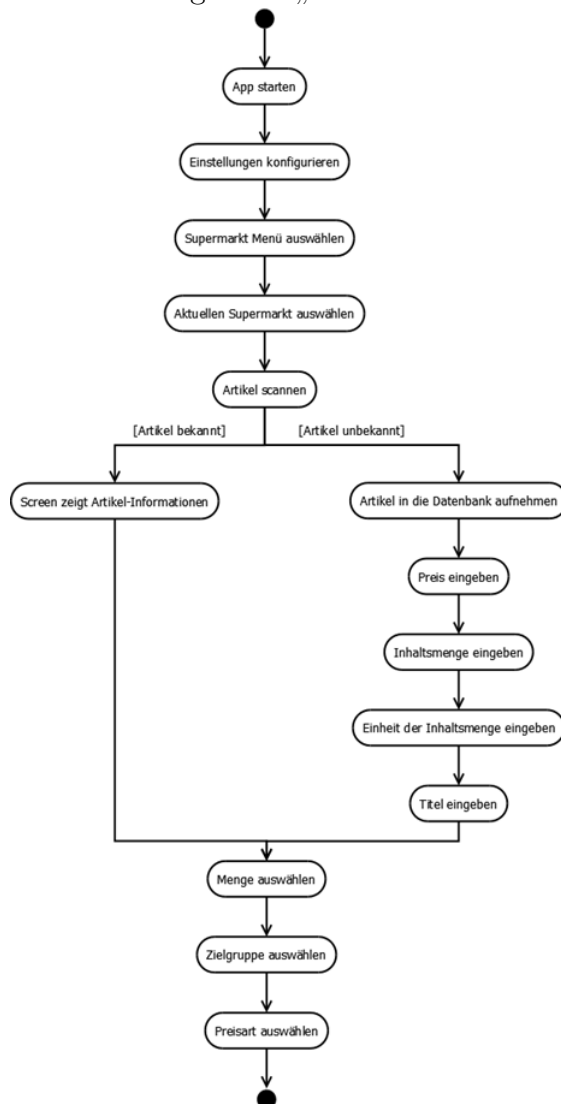 App starten
Einstellungen konfigurieren
Supermarkt Menü auswählen
Aktuellen Supermarkt auswählen
Artikel scannen
[Artikel bekannt]
[Artikel unbekannt]
Screen zeigt Artikel-Informationen
Artikel in die Datenbank aufnehmen
Preis eingeben
Inhaltsmenge eingeben
Einheit der Inhaltsmenge eingeben
Titel eingeben
Menge auswählen
Zielgruppe auswählen
Preisart auswählen